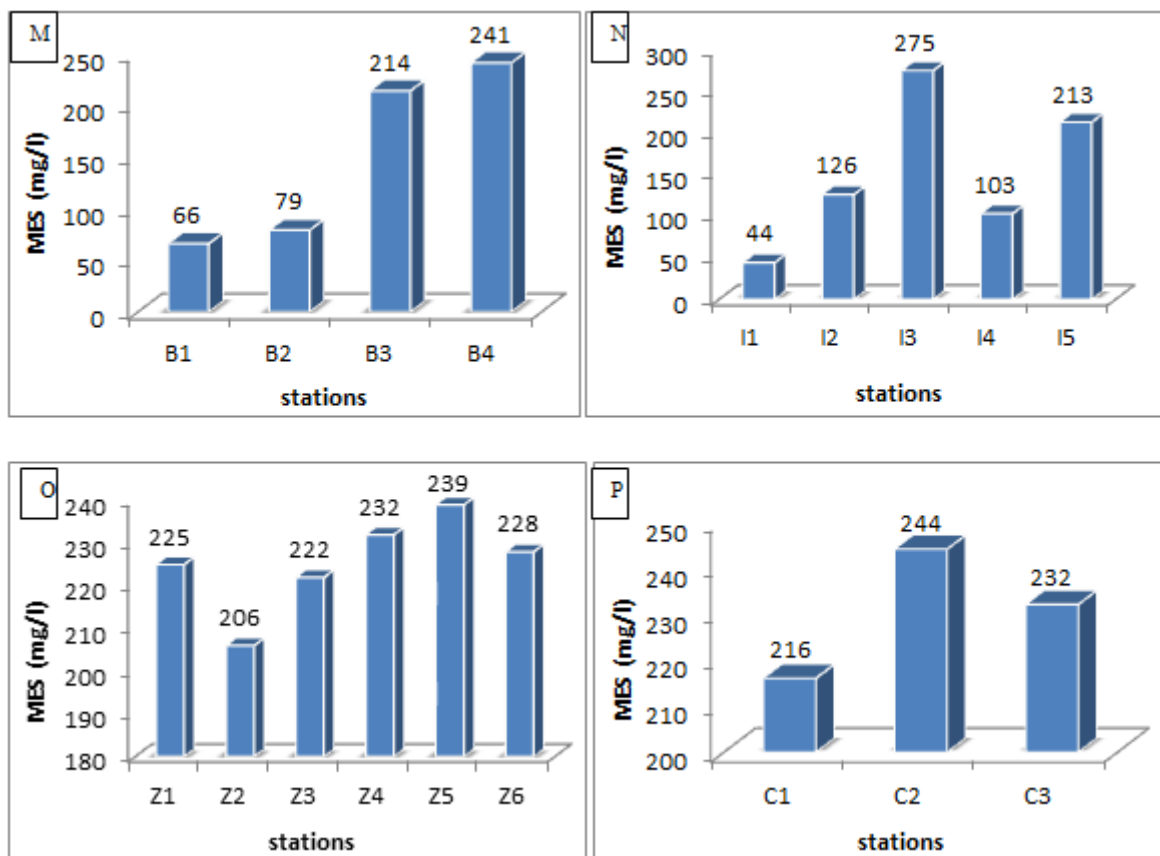 M
MES (mg/l)
250
200
150
100
50
0
66
79
214
241
B1 B2 B3 B4
stations
N
MES (mg/l)
300
250
200
150
100
50
0
44
126
275
103
213
I1 I2 I3 I4 I5
stations
O
MES (mg/l)
240
230
220
210
200
190
180
225
206
222
232
239
228
Z1 Z2 Z3 Z4 Z5 Z6
stations
P
MES (mg/l)
250
240
230
220
210
200
216
244
232
C1 C2 C3
stations